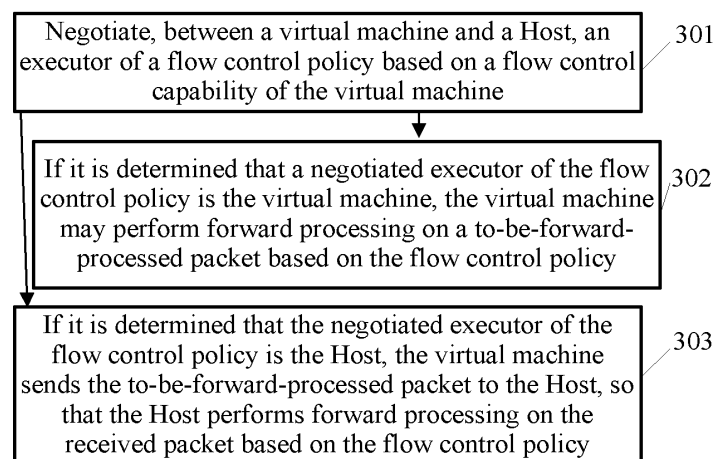 Negotiate, between a virtual machine and a Host, an
executor of a flow control policy based on a flow control
capability of the virtual machine
301
If it is determined that a negotiated executor of the flow
control policy is the virtual machine, the virtual machine
may perform forward processing on a to-be-forward-
processed packet based on the flow control policy
302
If it is determined that the negotiated executor of the
flow control policy is the Host, the virtual machine
sends the to-be-forward-processed packet to the Host, so
that the Host performs forward processing on the
received packet based on the flow control policy
303